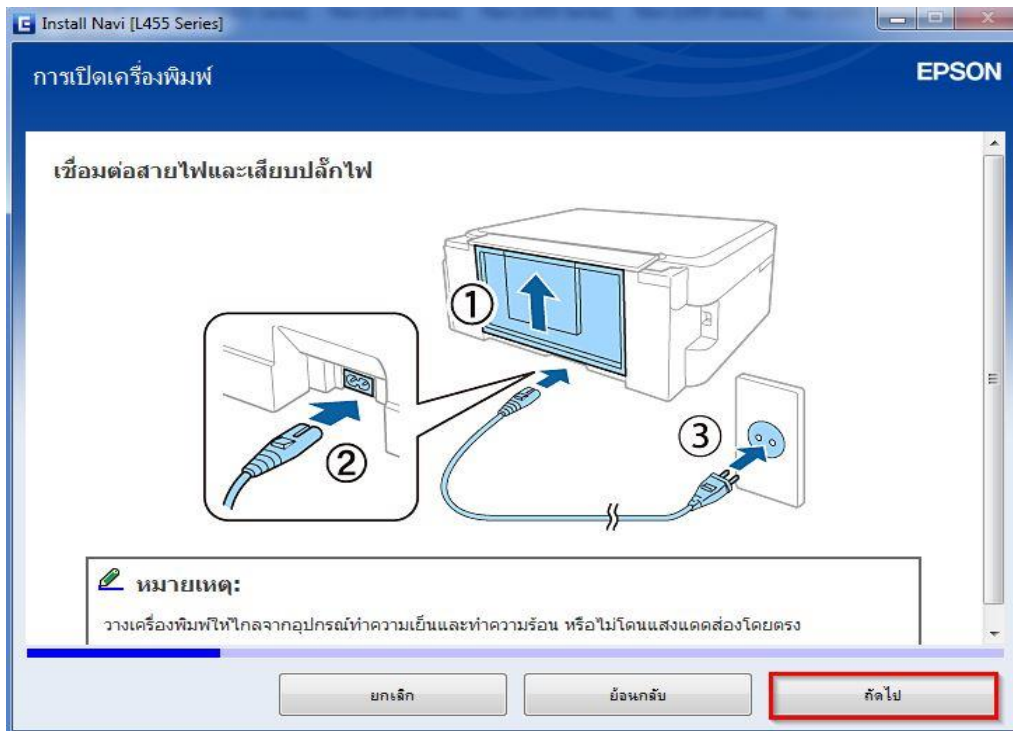 Install Navi [L455 Series]
การเปิดเครื่องพิมพ์
EPSON
เชื่อมต่อสายไฟและเสียบปลั๊กไฟ
①
②
③
หมายเหตุ:
วางเครื่องพิมพ์ให้ไกลจากอุปกรณ์ทำความเย็นและทำความร้อน หรือไม่โดนแสงแดดส่องโดยตรง
ยกเลิก
ย้อนกลับ
ถัดไป